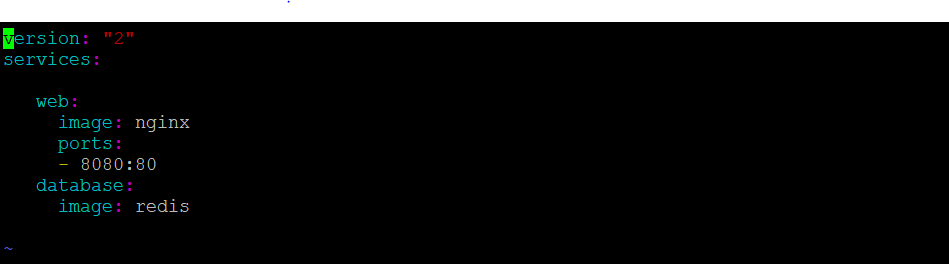 version: "2"
services:
web:
image: nginx
ports:
- 8080:80
database:
image: redis
~